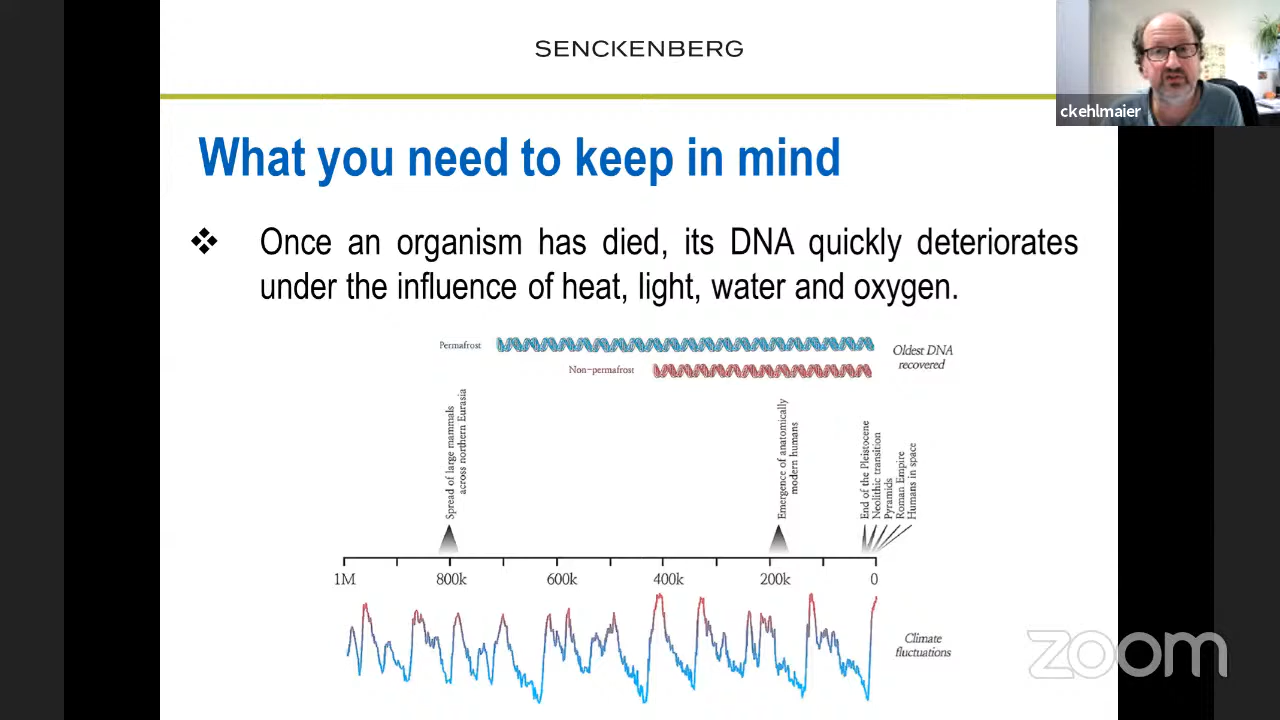 SENCKENBERG
ckehlmaier
What you need to keep in mind
Once an organism has died, its DNA quickly deteriorates
under the influence of heat, light, water and oxygen.
Permafrost
Oldest DNA
recovered
Non-permafrost
Spread of large mammals
across northern Eurasia
Emergence of anatomically
modern humans
End of the Pleistocene
Neolithic transition
Pyramids
Roman Empire
Humans in space
1M 800k 600k 400k 200k 0
Climate
fluctuations
zoom